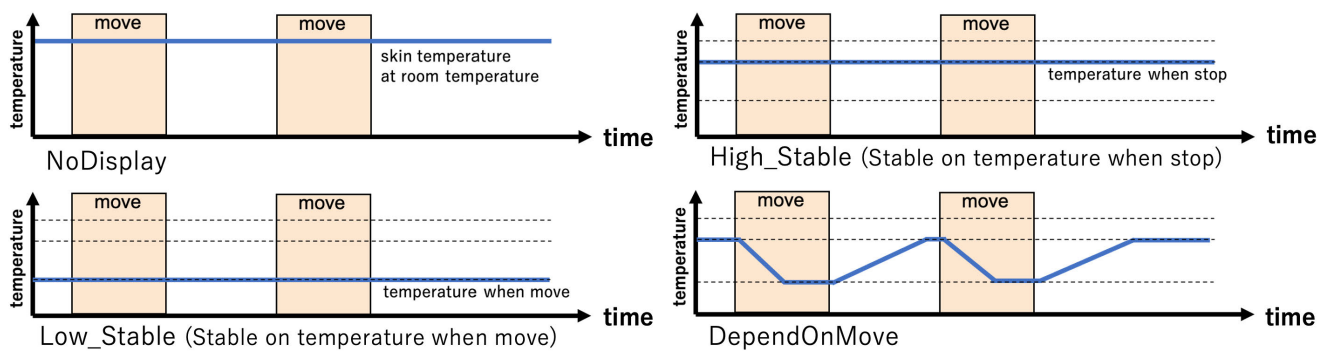 move
move
temperature
skin temperature
at room temperature
time
NoDisplay
move
move
temperature
temperature when stop
time
High_Stable (Stable on temperature when stop)
move
move
temperature
temperature when move
time
Low_Stable (Stable on temperature when move)
move
move
temperature
time
DependOnMove